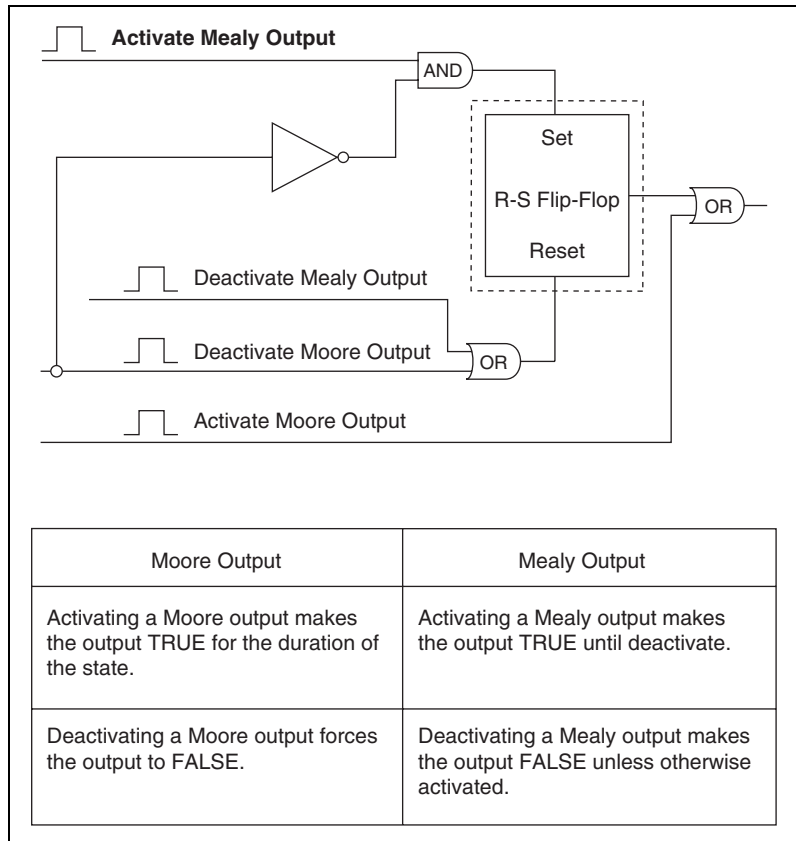 Activate Mealy Output
AND
Set
R-S Flip-Flop
OR
Reset
Deactivate Mealy Output
Deactivate Moore Output
OR
Activate Moore Output
Moore Output
Mealy Output
Activating a Moore output makes
the output TRUE for the duration of
the state.
Activating a Mealy output makes
the output TRUE until deactivate.
Deactivating a Moore output forces
the output to FALSE.
Deactivating a Mealy output makes
the output FALSE unless otherwise
activated.